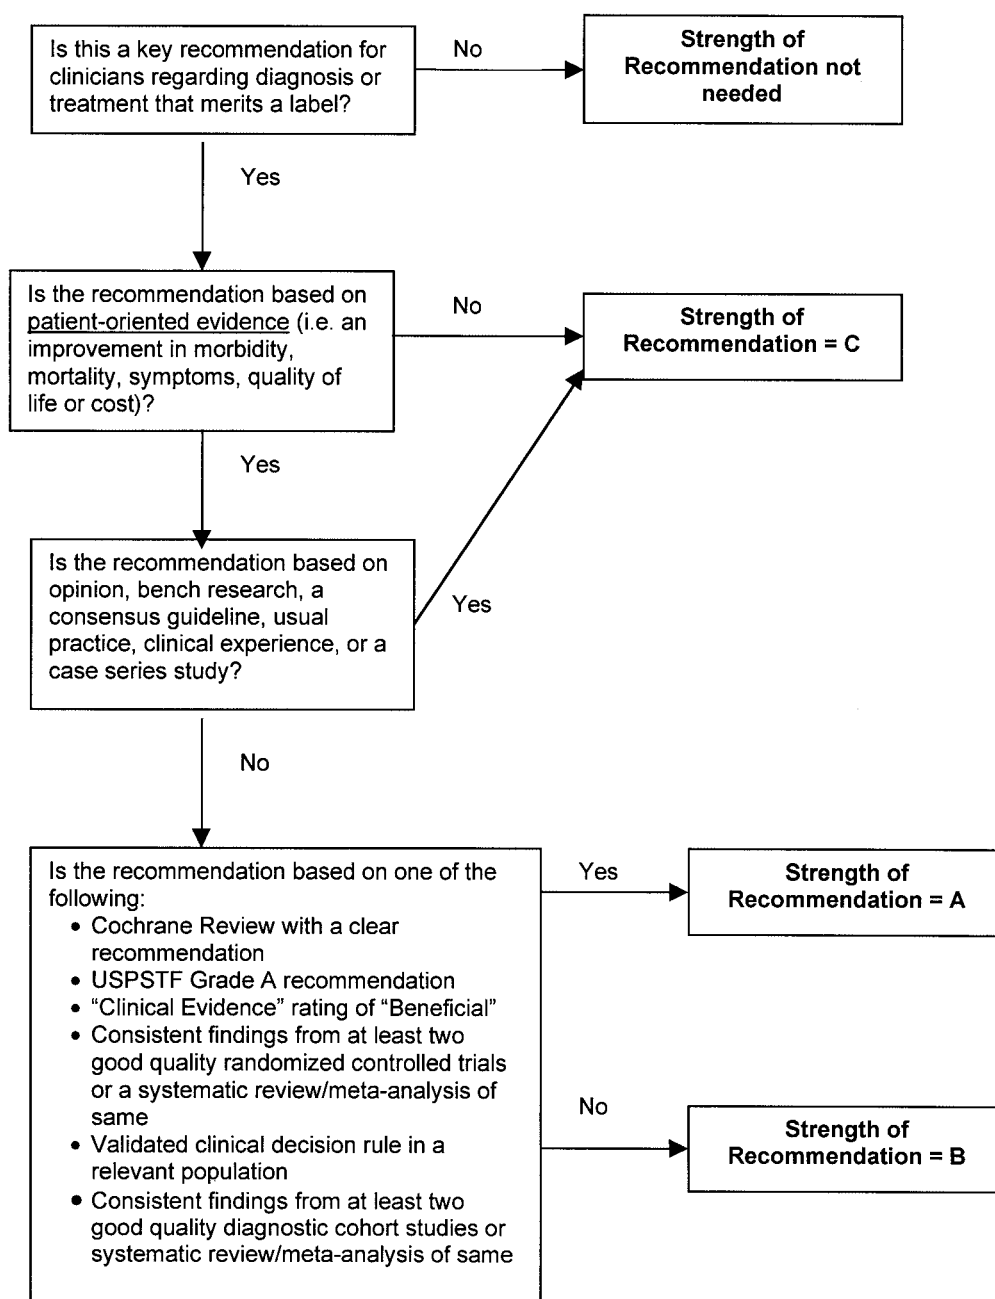 Is this a key recommendation for
clinicians regarding diagnosis or
treatment that merits a label?
No
Strength of
Recommendation not
needed
Yes
Is the recommendation based on
patient-oriented evidence (i.e. an
improvement in morbidity,
mortality, symptoms, quality of
life or cost)?
No
Strength of
Recommendation = C
Yes
Is the recommendation based on
opinion, bench research, a
consensus guideline, usual
practice, clinical experience, or a
case series study?
Yes
No
Is the recommendation based on one of the
following:
• Cochrane Review with a clear
recommendation
• USPSTF Grade A recommendation
• “Clinical Evidence” rating of “Beneficial”
• Consistent findings from at least two
good quality randomized controlled trials
or a systematic review/meta-analysis of
same
• Validated clinical decision rule in a
relevant population
• Consistent findings from at least two
good quality diagnostic cohort studies or
systematic review/meta-analysis of same
Yes
Strength of
Recommendation = A
No
Strength of
Recommendation = B